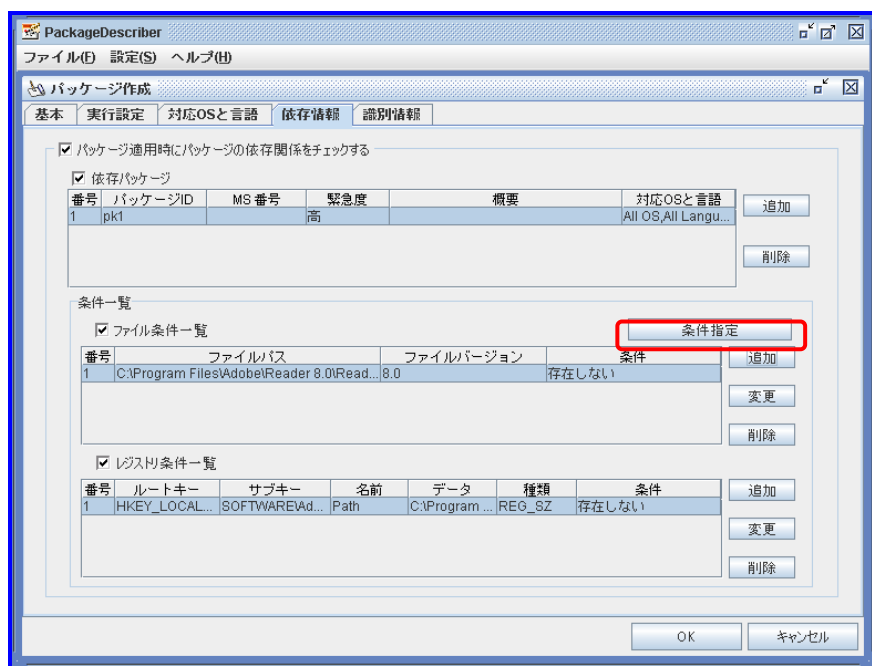 PackageDescriber
ファイル(F) 設定(S) ヘルプ(H)
パッケージ作成
基本 実行設定 対応OSと言語 依存情報 識別情報
パッケージ適用時にパッケージの依存関係をチェックする
依存パッケージ
番号 パッケージID MS 番号 緊急度 概要 対応OSと言語
1 pk1 高 All OS,All Langu...
追加
削除
条件一覧
ファイル条件一覧 条件指定
番号 ファイルパス ファイルバージョン 条件
1 C:\Program Files\Adobe\Reader 8.0\Read... 8.0 存在しない
追加
変更
削除
レジストリ条件一覧
番号 ルートキー サブキー 名前 データ 種類 条件
1 HKEY_LOCAL... SOFTWARE\Ad... Path C:\Program ... REG_SZ 存在しない
追加
変更
削除
OK キャンセル